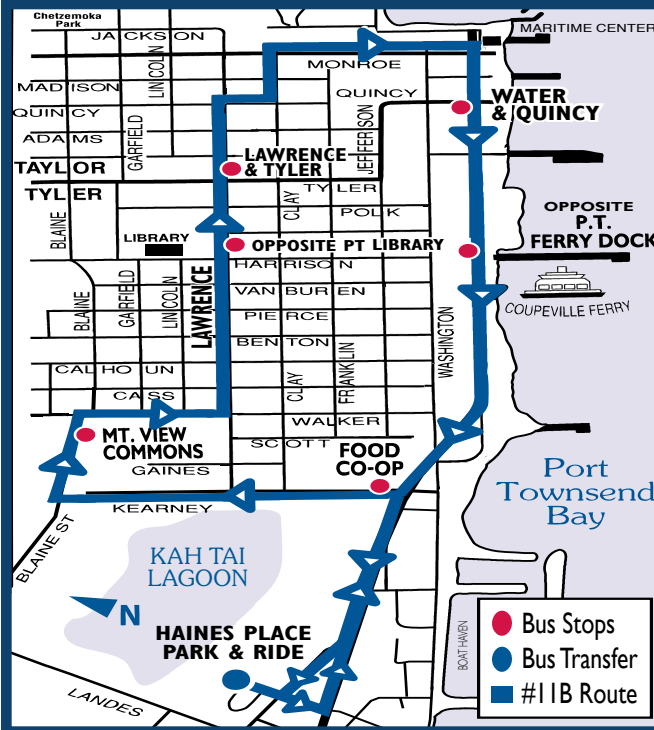 Chetzemoka
Park
JACKSON
MARITIME CENTER
LINCOLN
MONROE
MADISON
QUINCY
WATER
& QUINCY
QUINCY
GARFIELD
JEFFERSON
ADAMS
LAWRENCE
& TYLER
TAYLOR
TYLER
TYLER
CLAY
POLK
OPPOSITE
P.T.
FERRY DOCK
BLAINE
LIBRARY
OPPOSITE PT LIBRARY
HARRISON
BLAINE
GARFIELD
LINCOLN
LAWRENCE
VAN BUREN
COUPEVILLE FERRY
PIERCE
WASHINGTON
BENTON
CALHOUN
CLAY
FRANKLIN
CASS
WALKER
MT. VIEW
COMMONS
SCOTT
FOOD
CO-OP
GAINES
Port
Townsend
Bay
KEARNEY
BLAINE ST
KAH TAI
LAGOON
N
HAINES PLACE
PARK & RIDE
BOAT HAVEN
LANDES
Bus Stops
Bus Transfer
#11B Route